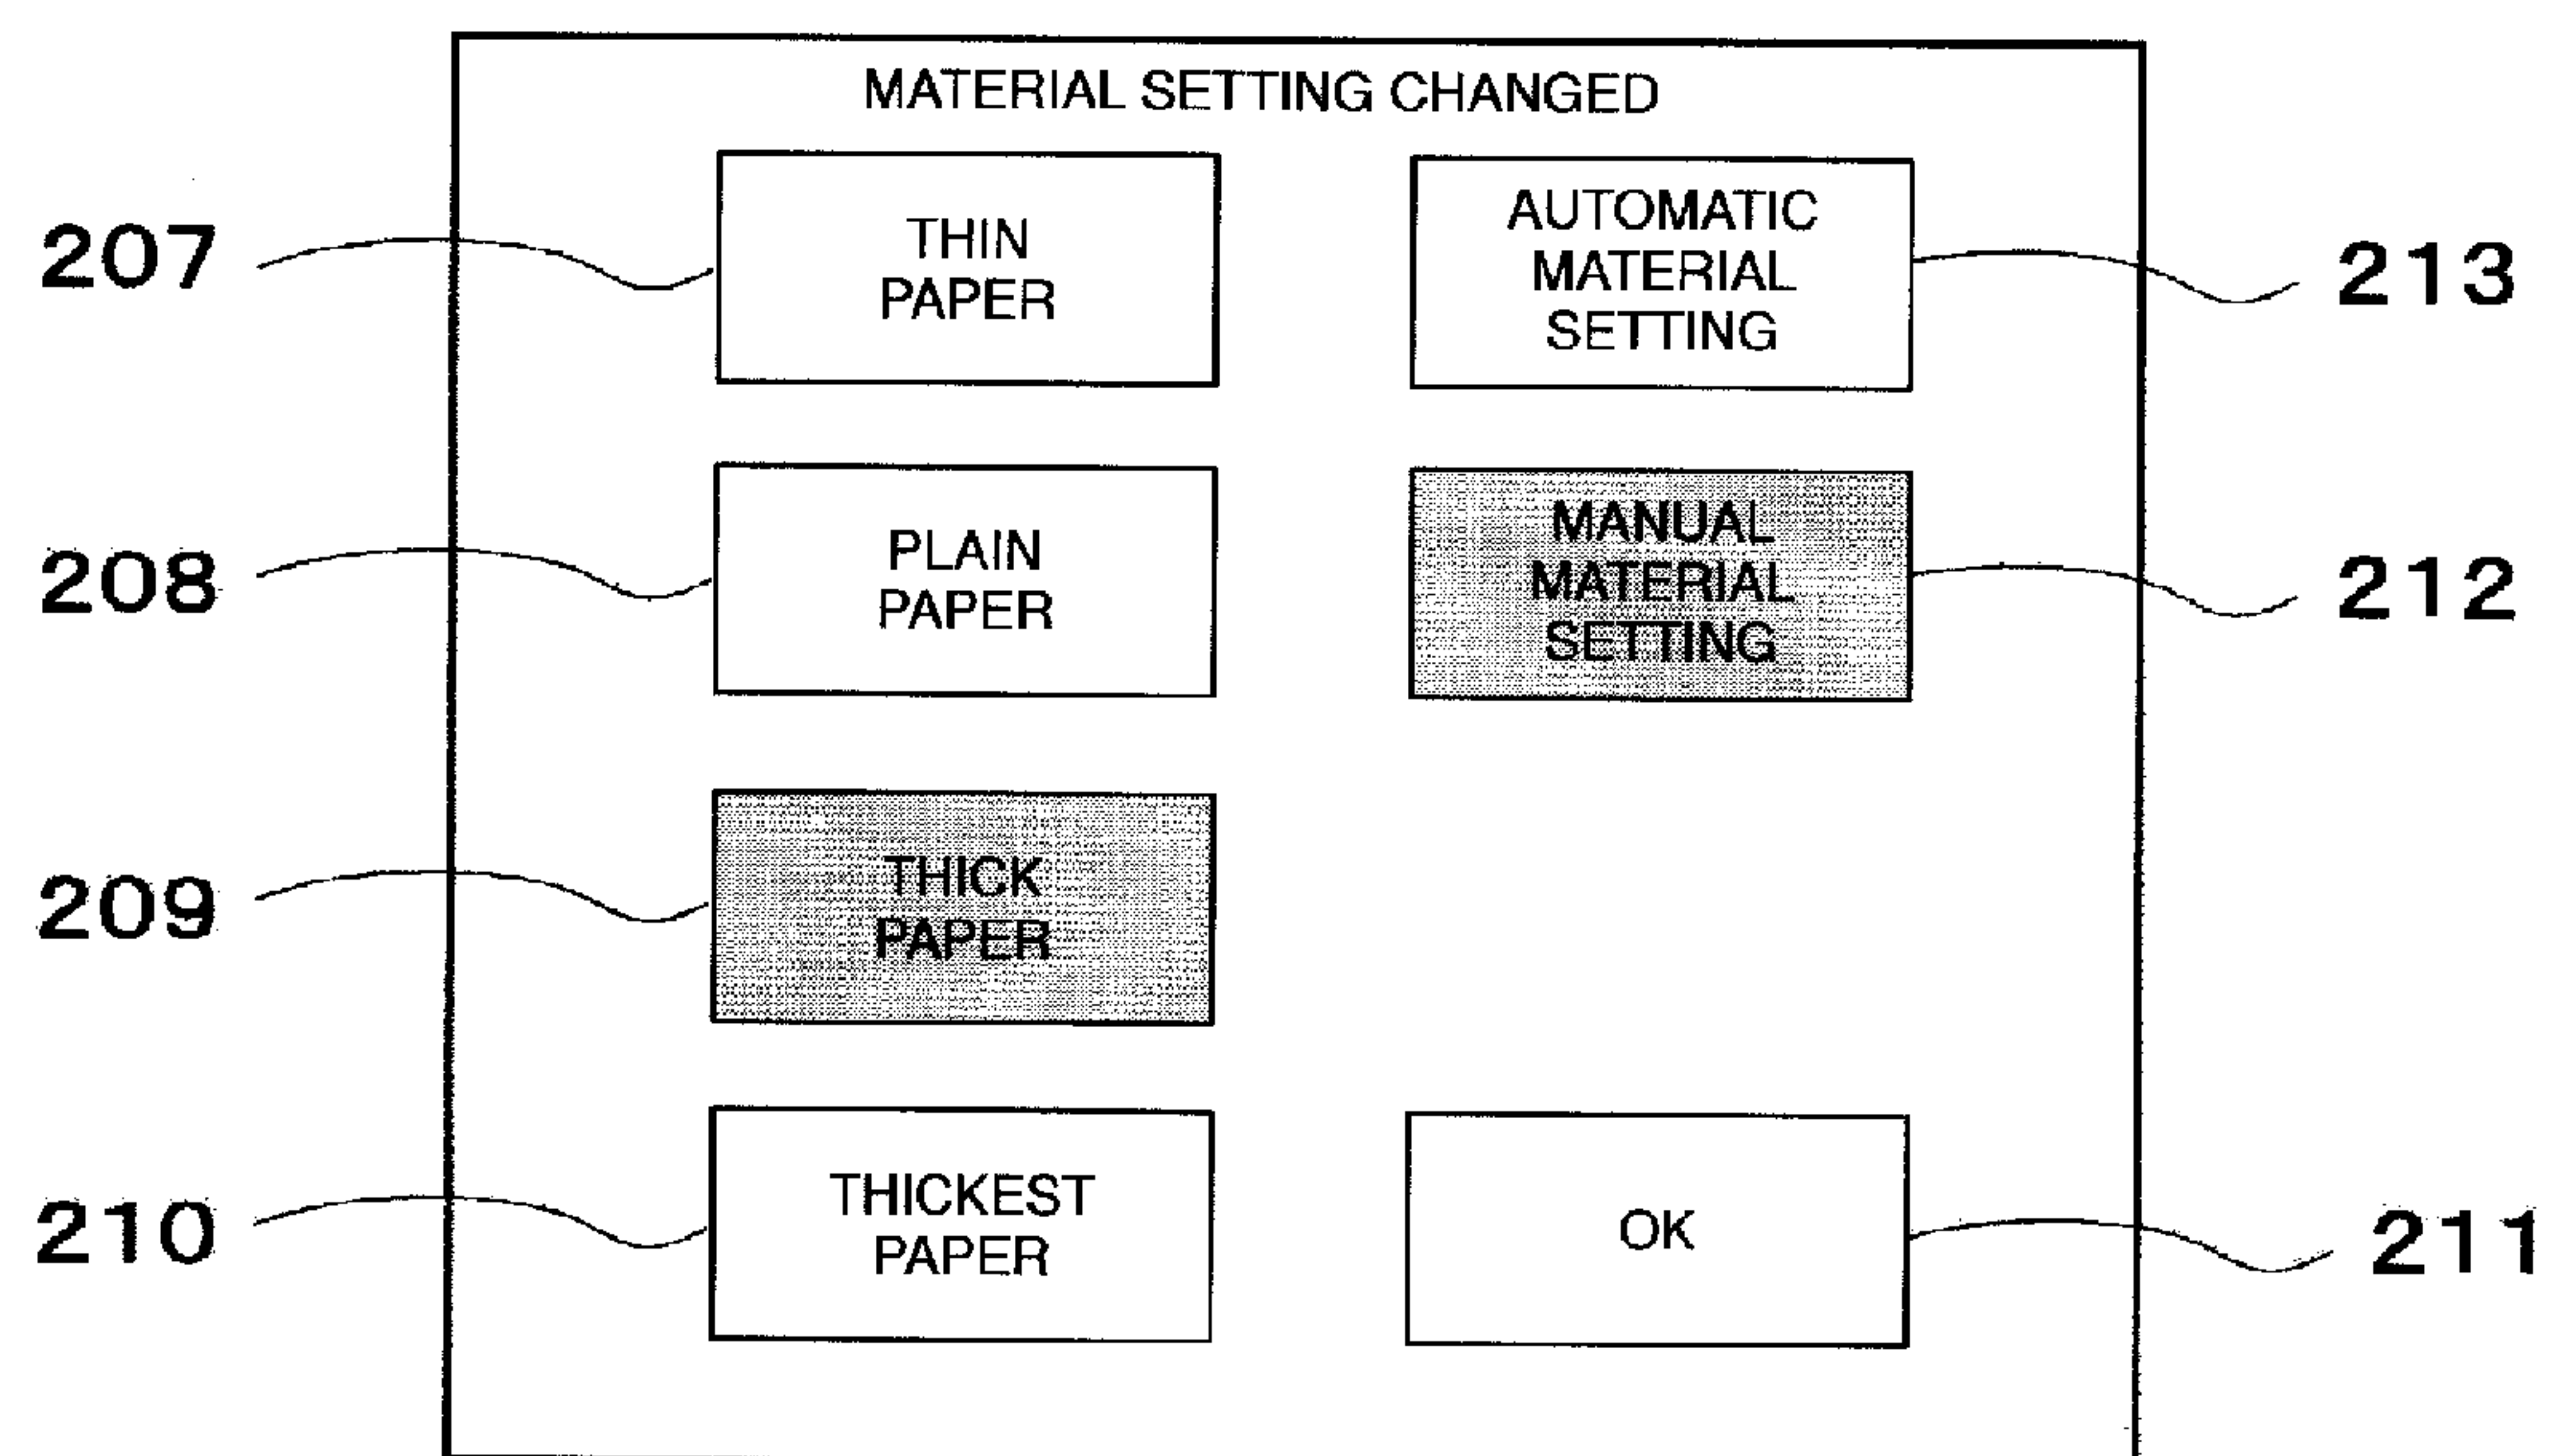 MATERIAL SETTING CHANGED
207
THIN
PAPER
AUTOMATIC
MATERIAL
SETTING
213
208
PLAIN
PAPER
MANUAL
MATERIAL
SETTING
212
209
THICK
PAPER
210
THICKEST
PAPER
OK
211